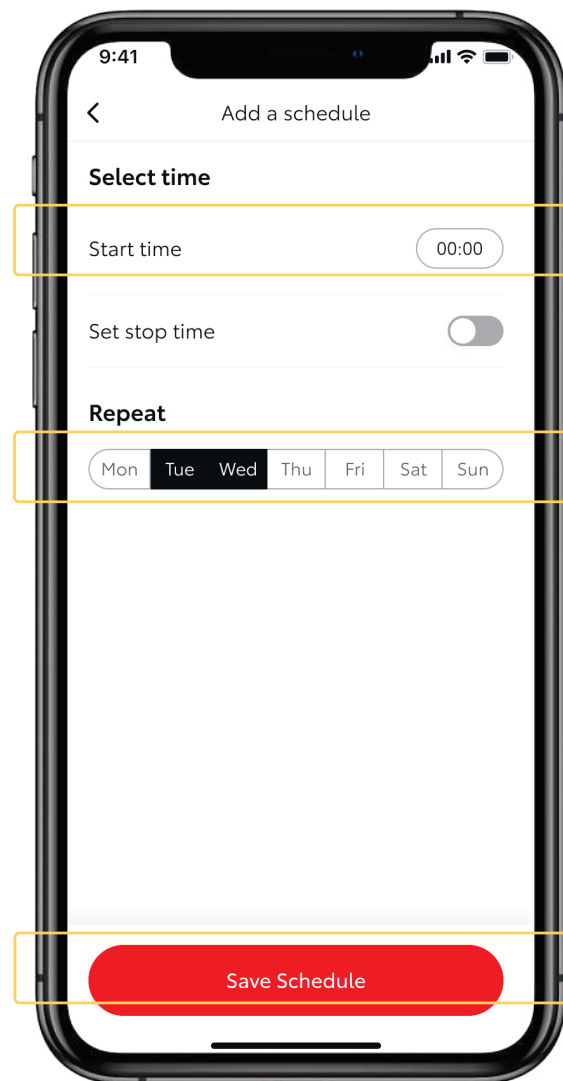 9:41
Add a schedule
Select time
Start time 00:00
Set stop time
Repeat
Mon Tue Wed Thu Fri Sat Sun
Save Schedule